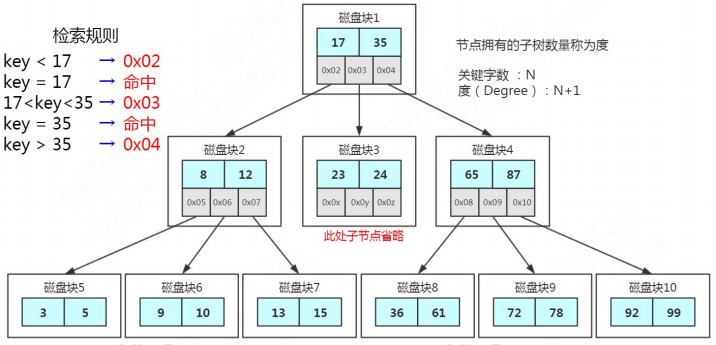 检索规则
key < 17 → 0x02
key = 17 → 命中
17<key<35 → 0x03
key = 35 → 命中
key > 35 → 0x04
磁盘块1
17 35
0x02 0x03 0x04
节点拥有的子树数量称为度
关键字数 ：N
度（Degree）: N+1
磁盘块2
8 12
0x05 0x06 0x07
磁盘块3
23 24
0x0x 0x0y 0x0z
此处子节点省略
磁盘块4
65 87
0x08 0x09 0x10
磁盘块5
3 5
磁盘块6
9 10
磁盘块7
13 15
磁盘块8
36 61
磁盘块9
72 78
磁盘块10
92 99